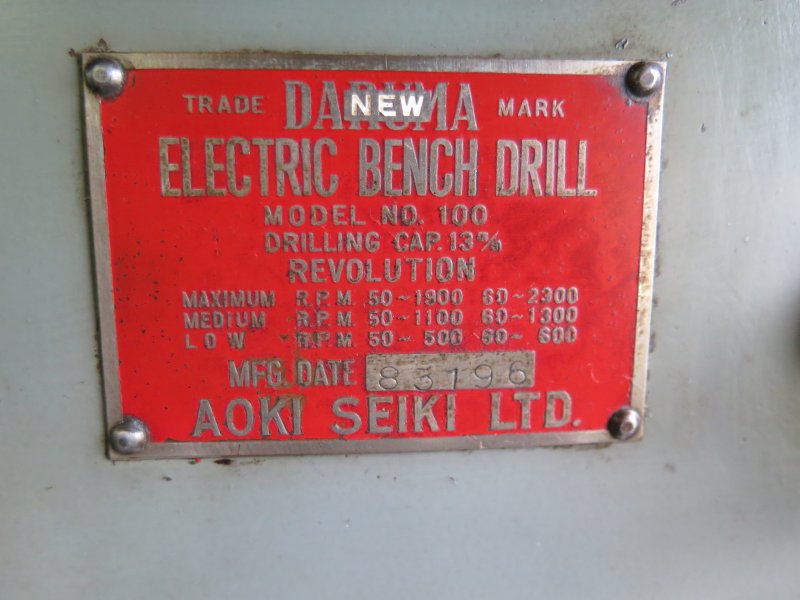 TRADE DARUMA MARK
NEW
ELECTRIC BENCH DRILL
MODEL NO. 100
DRILLING CAP. 13 m/m
REVOLUTION
MAXIMUM R.P.M. 50~1900 60~2300
MEDIUM R.P.M. 50~1100 60~1300
LOW R.P.M. 50~ 500 60~ 600
MFG. DATE 83196
AOKI SEIKI LTD.